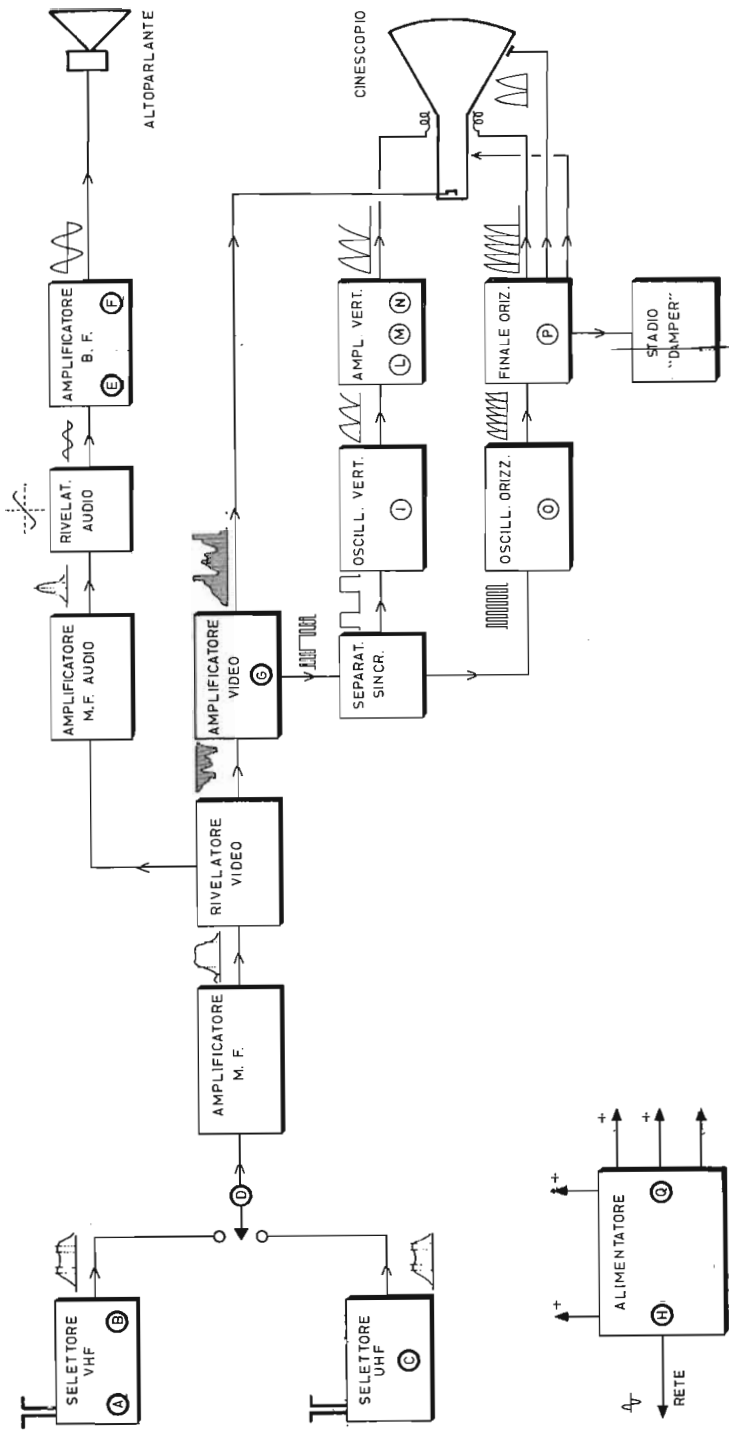 SELETTORE
VHF
A
B
SELETTORE
UHF
C
D
AMPLIFICATORE
M. F.
RIVELATORE
VIDEO
AMPLIFICATORE
M.F. AUDIO
RIVELAT.
AUDIO
AMPLIFICATORE
B. F.
E
F
ALTOPARLANTE
AMPLIFICATORE
VIDEO
G
SEPARAT.
SINCR.
OSCILL. VERT.
I
AMPL VERT.
L M N
CINESCOPIO
OSCILL. ORIZZ.
O
FINALE ORIZ.
P
STADIO
"DAMPER"
ALIMENTATORE
H
Q
RETE
+
+
+
+